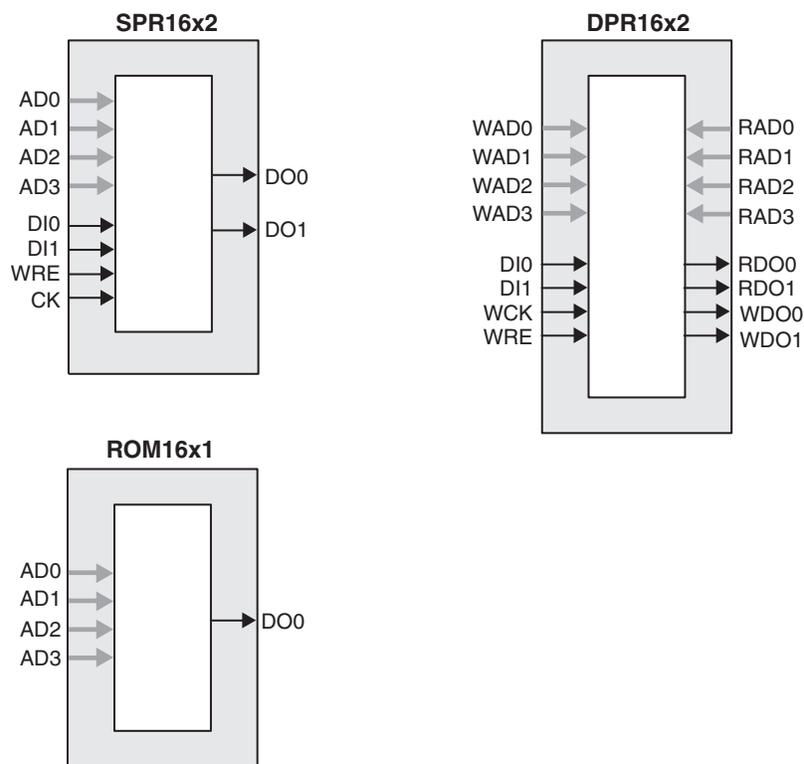 SPR16x2
AD0
AD1
AD2
AD3
DI0
DI1
WRE
CK
DO0
DO1
DPR16x2
WAD0
WAD1
WAD2
WAD3
DI0
DI1
WCK
WRE
RAD0
RAD1
RAD2
RAD3
RDO0
RDO1
WDO0
WDO1
ROM16x1
AD0
AD1
AD2
AD3
DO0